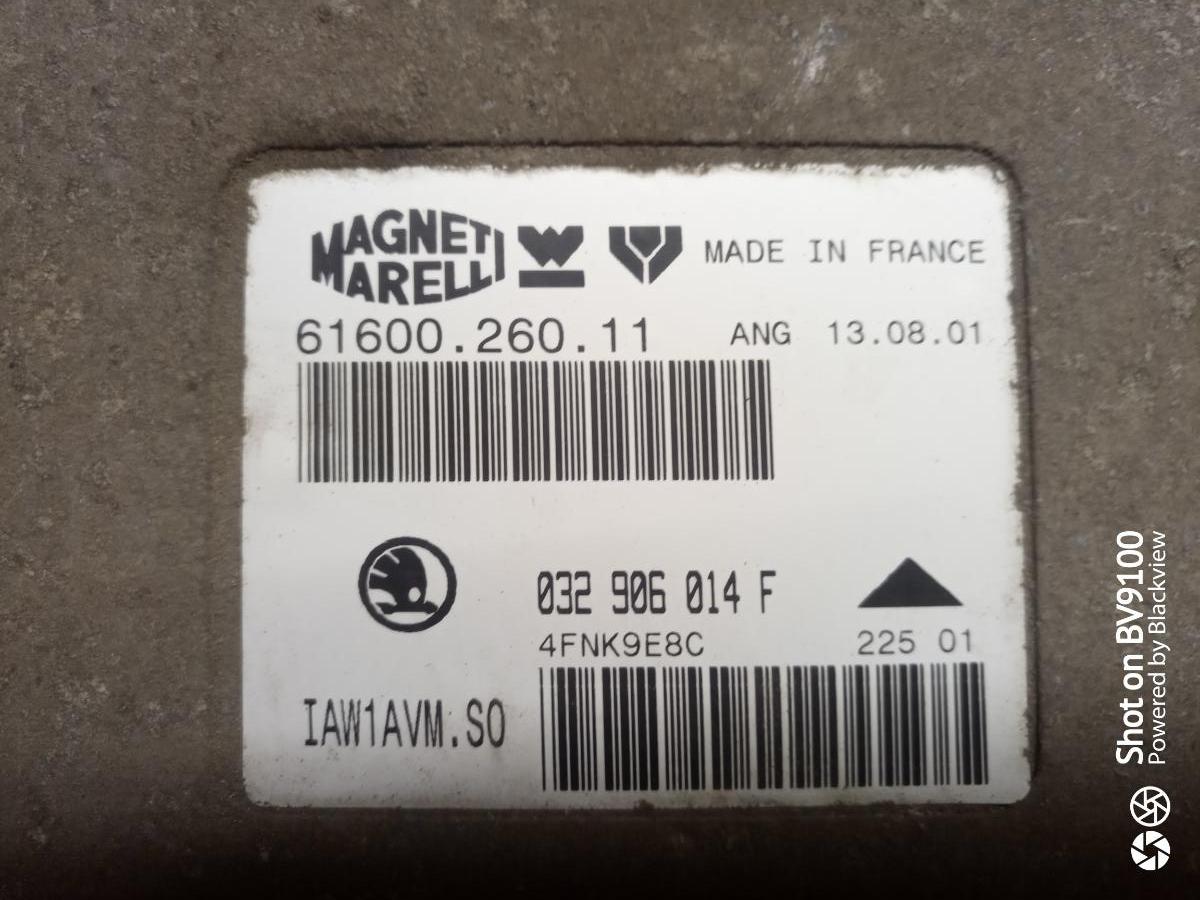 MAGNETI MARELLI MADE IN FRANCE
61600.260.11 ANG 13.08.01
032 906 014 F
4FNK9E8C 225 01
IAW1AVM.S0
Shot on BV9100
Powered by Blackview